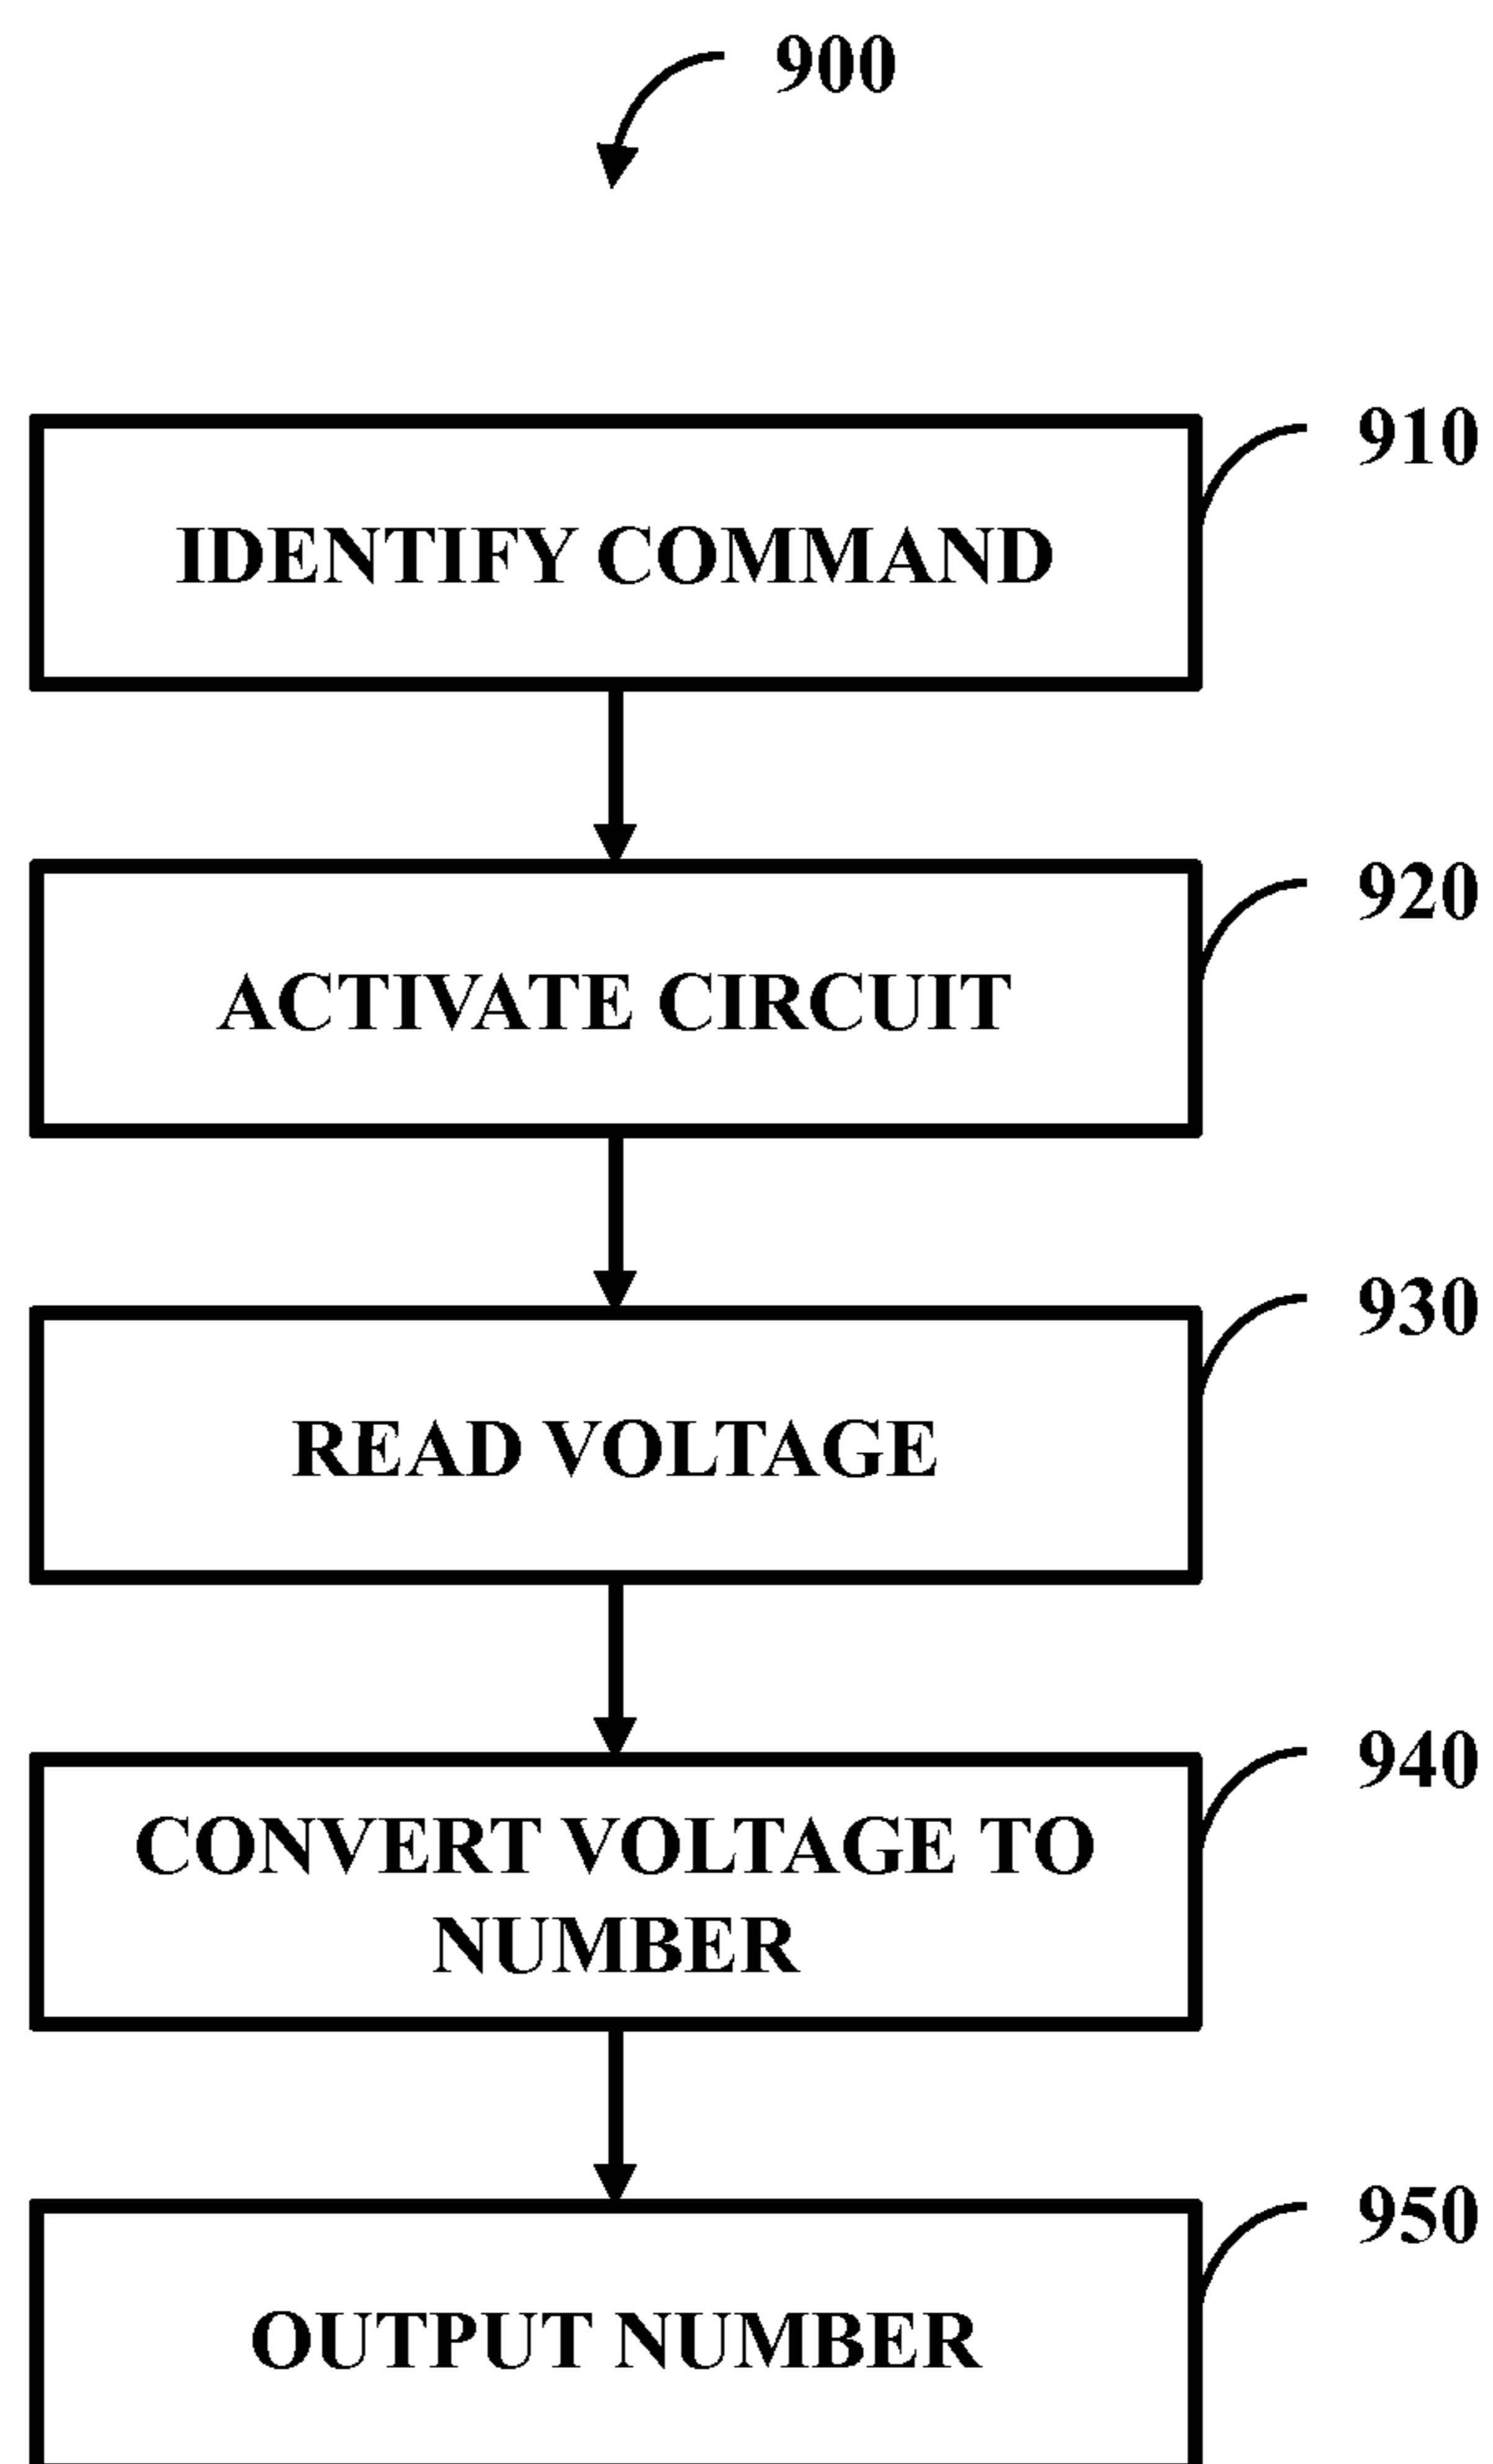 900
910
IDENTIFY COMMAND
920
ACTIVATE CIRCUIT
930
READ VOLTAGE
940
CONVERT VOLTAGE TO
NUMBER
950
OUTPUT NUMBER